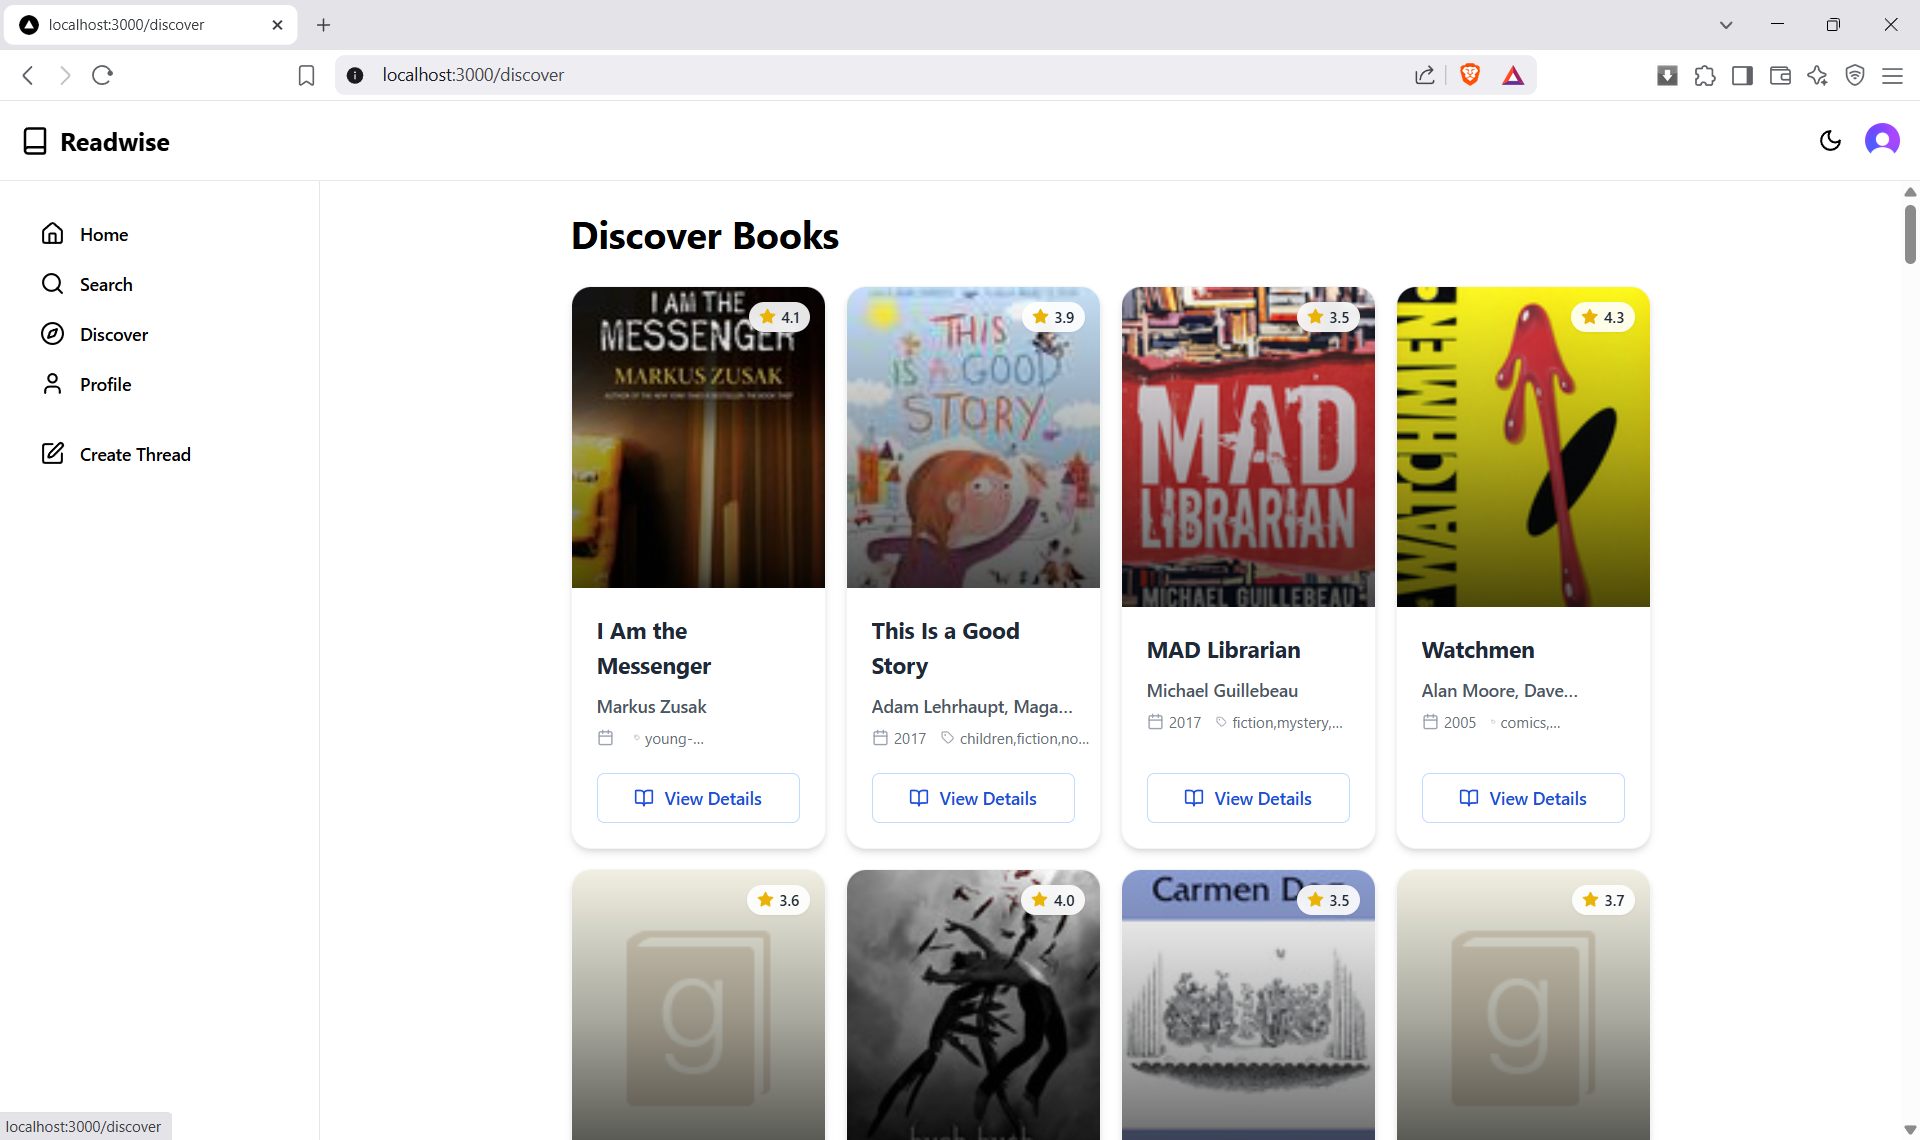 localhost:3000/discover
localhost:3000/discover
Readwise
Home
Search
Discover
Profile
Create Thread
Discover Books
I AM THE
MESSENGER
MARKUS ZUSAK
4.1
THIS
IS A GOOD
STORY
3.9
MAD
LIBRARIAN
MICHAEL GUILLEBEAU
3.5
WATCHMEN
4.3
I Am the
Messenger
Markus Zusak
young-...
View Details
This Is a Good
Story
Adam Lehrhaupt, Maga...
2017 children,fiction,no...
View Details
MAD Librarian
Michael Guillebeau
2017 fiction,mystery,...
View Details
Watchmen
Alan Moore, Dave...
2005 comics,...
View Details
3.6
g
4.0
hush, hush
Carmen Dog
3.5
3.7
g
localhost:3000/discover